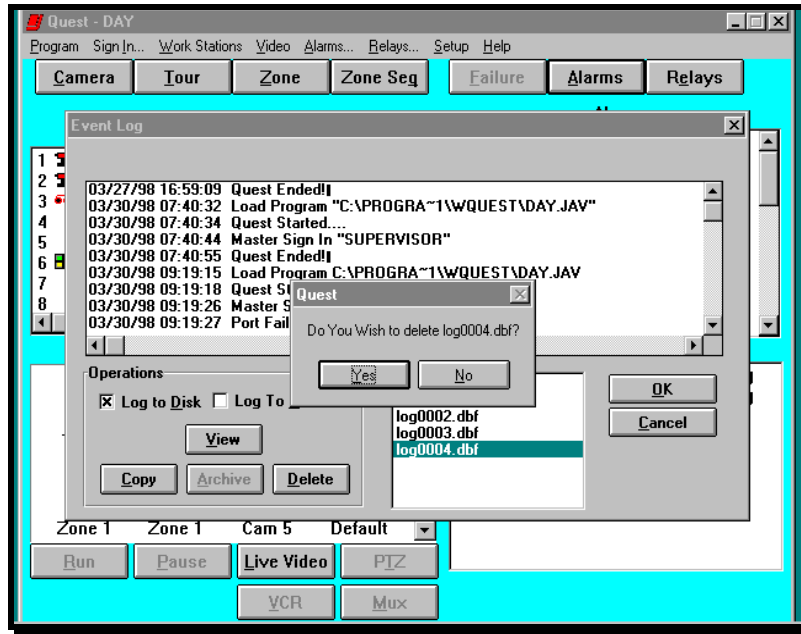 Quest - DAY
Program Sign In... Work Stations Video Alarms... Relays... Setup Help
Camera Tour Zone Zone Seq Failure Alarms Relays
Event Log
1
2
3
4
5
6
7
8
03/27/98 16:59:09 Quest Ended!
03/30/98 07:40:32 Load Program "C:\PROGRA~1\WQUEST\DAY.JAV"
03/30/98 07:40:34 Quest Started....
03/30/98 07:40:44 Master Sign In "SUPERVISOR"
03/30/98 07:40:55 Quest Ended!
03/30/98 09:19:15 Load Program C:\PROGRA~1\WQUEST\DAY.JAV
03/30/98 09:19:18 Quest
03/30/98 09:19:26 Master
03/30/98 09:19:27 Port
Quest
Do You Wish to delete log0004.dbf?
Yes No
Operations
Log to Disk Log To
View
Copy Archive Delete
log0002.dbf
log0003.dbf
log0004.dbf
OK
Cancel
Zone 1 Zone 1 Cam 5 Default
Run Pause Live Video PTZ
VCR Mux